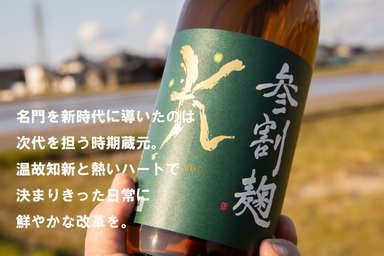 名門を新時代に導いたのは
次代を担う時期蔵元。
温故知新と熱いハートで
決まりきった日常に
鮮やかな改革を。
光
参割麹